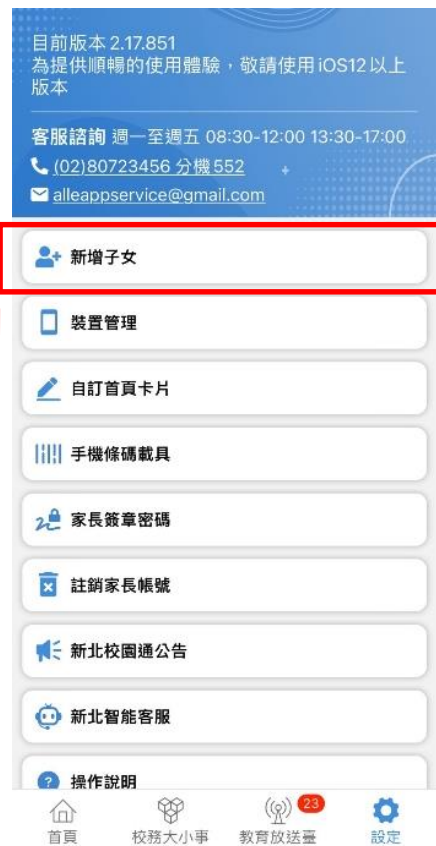 目前版本 2.17.851
為提供順暢的使用體驗，敬請使用 iOS12 以上
版本
客服諮詢 週一至週五 08:30-12:00 13:30-17:00
(02)80723456 分機 552
alleappservice@gmail.com
新增子女
裝置管理
自訂首頁卡片
手機條碼載具
家長簽章密碼
註銷家長帳號
新北校園通公告
新北智能客服
操作說明
首頁 校務大小事 教育放送臺 23 設定